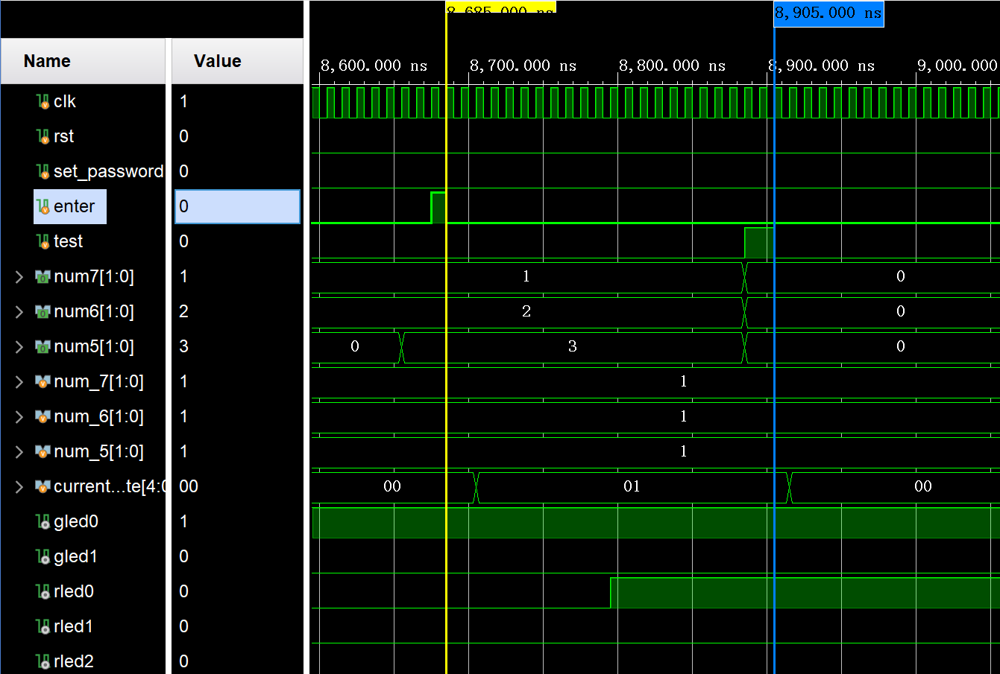 8,685.000 ns
8,905.000 ns
Name Value
8,600.000 ns 8,700.000 ns 8,800.000 ns 8,900.000 ns 9,000.000
clk 1
rst 0
set_password 0
enter 0
test 0
num7[1:0] 1 1 0
num6[1:0] 2 2 0
num5[1:0] 3 0 3 0
num_7[1:0] 1 1
num_6[1:0] 1 1
num_5[1:0] 1 1
current...te[4:0 00 00 01 00
gled0 1
gled1 0
rled0 0
rled1 0
rled2 0